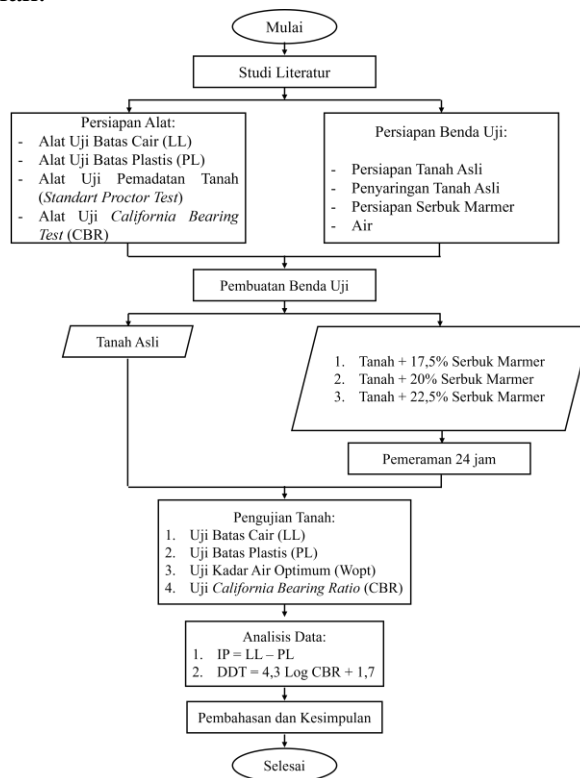 Mulai
Studi Literatur
Persiapan Alat:
- Alat Uji Batas Cair (LL)
- Alat Uji Batas Plastis (PL)
- Alat Uji Pemadatan Tanah
(Standart Proctor Test)
- Alat Uji California Bearing
Test (CBR)
Persiapan Benda Uji:
- Persiapan Tanah Asli
- Penyaringan Tanah Asli
- Persiapan Serbuk Marmer
- Air
Pembuatan Benda Uji
Tanah Asli
1. Tanah + 17,5% Serbuk Marmer
2. Tanah + 20% Serbuk Marmer
3. Tanah + 22,5% Serbuk Marmer
Pemeraman 24 jam
Pengujian Tanah:
1. Uji Batas Cair (LL)
2. Uji Batas Plastis (PL)
3. Uji Kadar Air Optimum (Wopt)
4. Uji California Bearing Ratio (CBR)
Analisis Data:
1. IP = LL – PL
2. DDT = 4,3 Log CBR + 1,7
Pembahasan dan Kesimpulan
Selesai